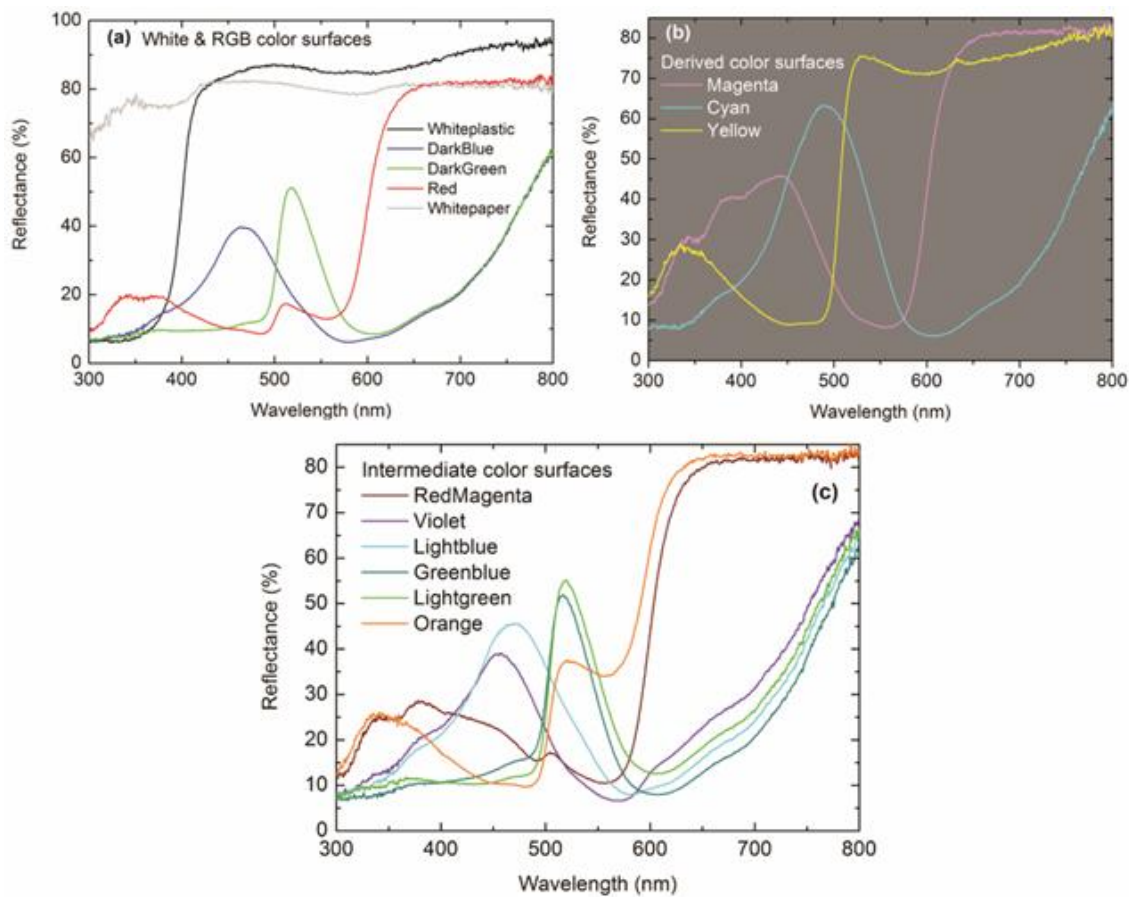 (a) White & RGB color surfaces
100
80
60
40
20
0
Reflectance (%)
Whiteplastic
DarkBlue
DarkGreen
Red
Whitepaper
300 400 500 600 700 800
Wavelength (nm)
(b)
Derived color surfaces
Magenta
Cyan
Yellow
80
70
60
50
40
30
20
10
0
Reflectance (%)
300 400 500 600 700 800
Wavelength (nm)
Intermediate color surfaces
(c)
RedMagenta
Violet
Lightblue
Greenblue
Lightgreen
Orange
80
70
60
50
40
30
20
10
0
Reflectance (%)
300 400 500 600 700 800
Wavelength (nm)